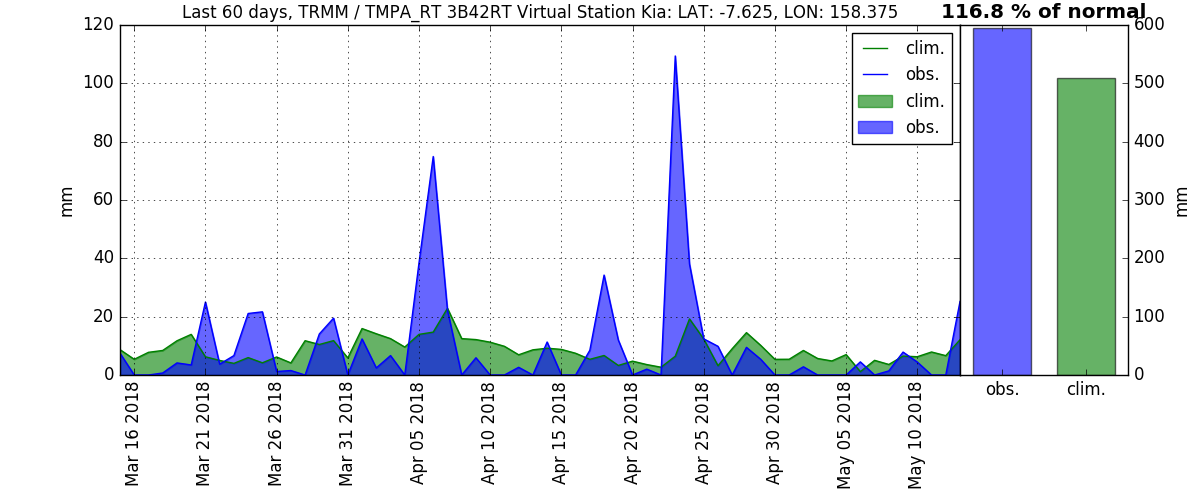 Last 60 days, TRMM / TMPA_RT 3B42RT Virtual Station Kia: LAT: -7.625, LON: 158.375
116.8 % of normal
120
100
80
60
40
20
0
mm
clim.
obs.
clim.
obs.
600
500
400
300
200
100
0
mm
Mar 16 2018
Mar 21 2018
Mar 26 2018
Mar 31 2018
Apr 05 2018
Apr 10 2018
Apr 15 2018
Apr 20 2018
Apr 25 2018
Apr 30 2018
May 05 2018
May 10 2018
obs.
clim.